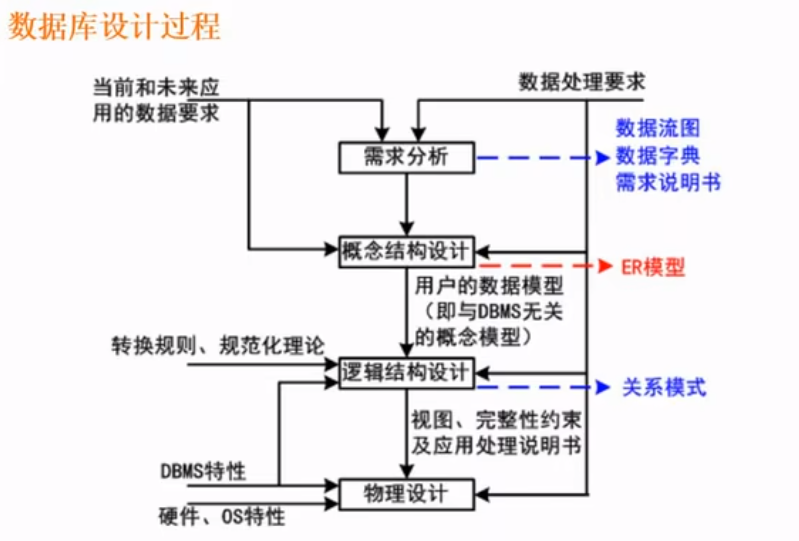 数据库设计过程
当前和未来应
用的数据要求
数据处理要求
需求分析
数据流图
数据字典
需求说明书
概念结构设计
ER模型
用户的数据模型
（即与DBMS无关
的概念模型）
转换规则、规范化理论
逻辑结构设计
关系模式
视图、完整性约束
及应用处理说明书
DBMS特性
物理设计
硬件、OS特性